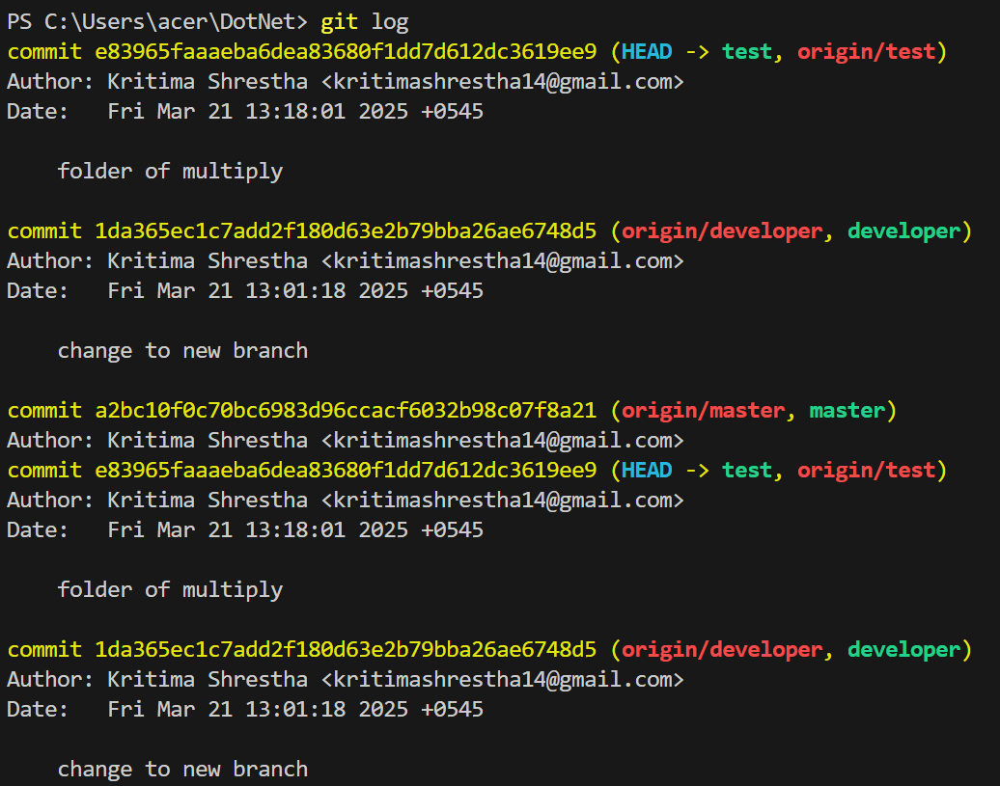 PS C:\Users\acer\DotNet> git log
commit e83965faaaeba6dea83680f1dd7d612dc3619ee9 (HEAD -> test, origin/test)
Author: Kritima Shrestha <kritimashrestha14@gmail.com>
Date:   Fri Mar 21 13:18:01 2025 +0545

    folder of multiply

commit 1da365ec1c7add2f180d63e2b79bba26ae6748d5 (origin/developer, developer)
Author: Kritima Shrestha <kritimashrestha14@gmail.com>
Date:   Fri Mar 21 13:01:18 2025 +0545

    change to new branch

commit a2bc10f0c70bc6983d96ccacf6032b98c07f8a21 (origin/master, master)
Author: Kritima Shrestha <kritimashrestha14@gmail.com>
commit e83965faaaeba6dea83680f1dd7d612dc3619ee9 (HEAD -> test, origin/test)
Author: Kritima Shrestha <kritimashrestha14@gmail.com>
Date:   Fri Mar 21 13:18:01 2025 +0545

    folder of multiply

commit 1da365ec1c7add2f180d63e2b79bba26ae6748d5 (origin/developer, developer)
Author: Kritima Shrestha <kritimashrestha14@gmail.com>
Date:   Fri Mar 21 13:01:18 2025 +0545

    change to new branch